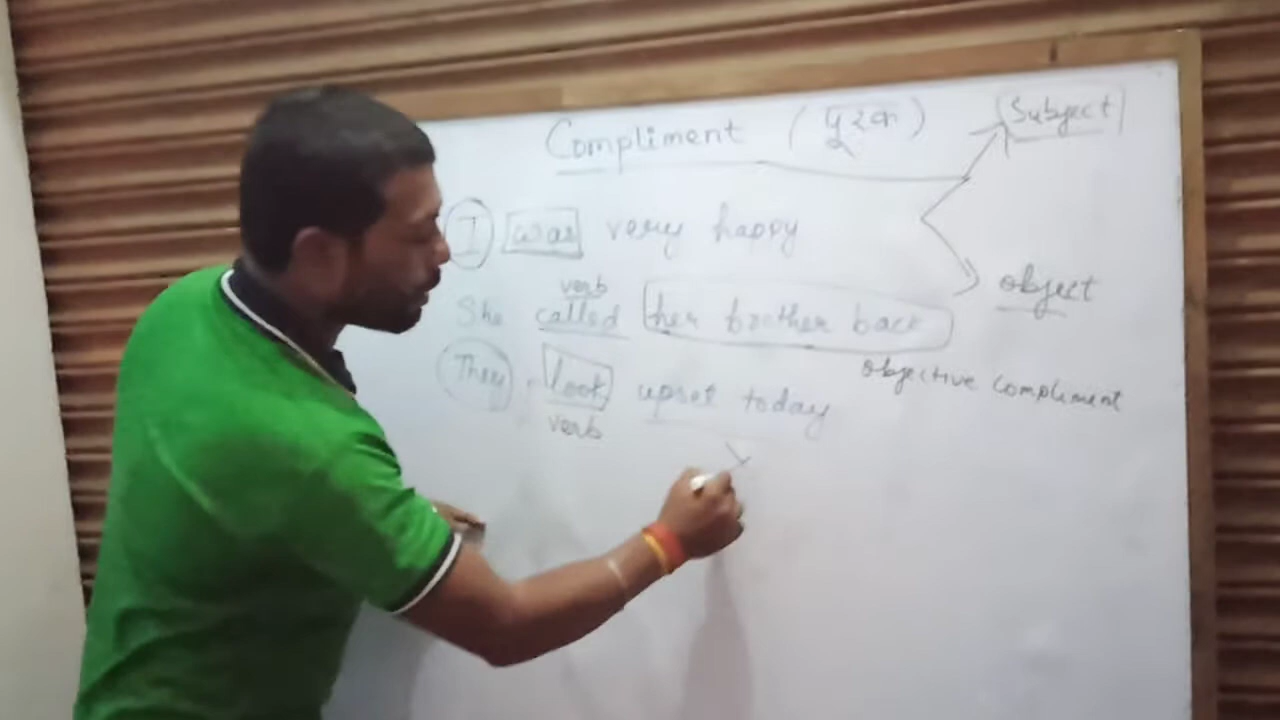 Compliment (पूरक)
Subject
I was very happy
object
verb
She called her brother back
objective compliment
They look upset today
verb